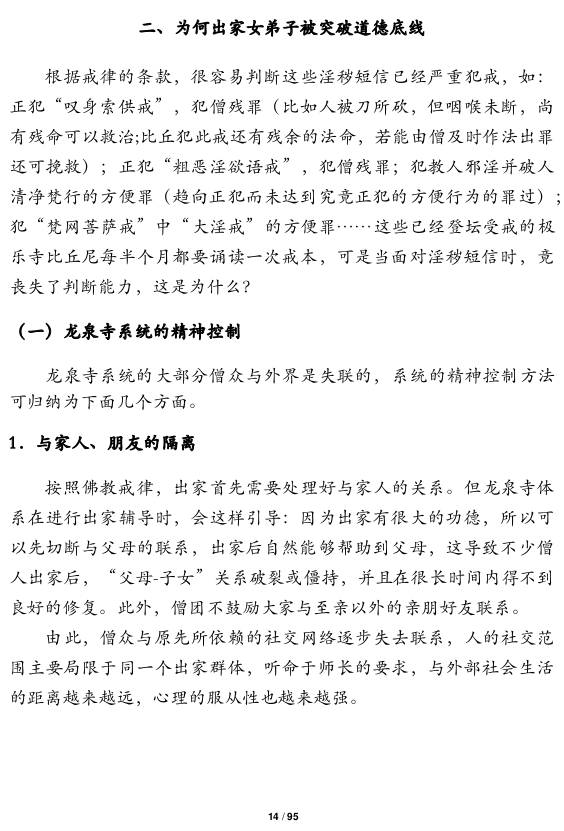 二、为何出家女弟子被突破道德底线
根据戒律的条款，很容易判断这些淫秽短信已经严重犯戒，如：
正犯“叹身索供戒”，犯僧残罪（比如人被刀所砍，但咽喉未断，尚
有残命可以救治;比丘犯此戒还有残余的法命，若能由僧及时作法出罪
还可挽救）；正犯“粗恶淫欲语戒”，犯僧残罪；犯教人邪淫并破人
清净梵行的方便罪（趋向正犯而未达到究竟正犯的方便行为的罪过）；
犯“梵网菩萨戒”中“大淫戒”的方便罪……这些已经登坛受戒的极
乐寺比丘尼每半个月都要诵读一次戒本，可是当面对淫秽短信时，竟
丧失了判断能力，这是为什么?
（一）龙泉寺系统的精神控制
龙泉寺系统的大部分僧众与外界是失联的，系统的精神控制方法
可归纳为下面几个方面。
1．与家人、朋友的隔离
按照佛教戒律，出家首先需要处理好与家人的关系。但龙泉寺体
系在进行出家辅导时，会这样引导：因为出家有很大的功德，所以可
以先切断与父母的联系，出家后自然能够帮助到父母，这导致不少僧
人出家后，“父母-子女”关系破裂或僵持，并且在很长时间内得不到
良好的修复。此外，僧团不鼓励大家与至亲以外的亲朋好友联系。
由此，僧众与原先所依赖的社交网络逐步失去联系，人的社交范
围主要局限于同一个出家群体，听命于师长的要求，与外部社会生活
的距离越来越远，心理的服从性也越来越强。
14 / 95